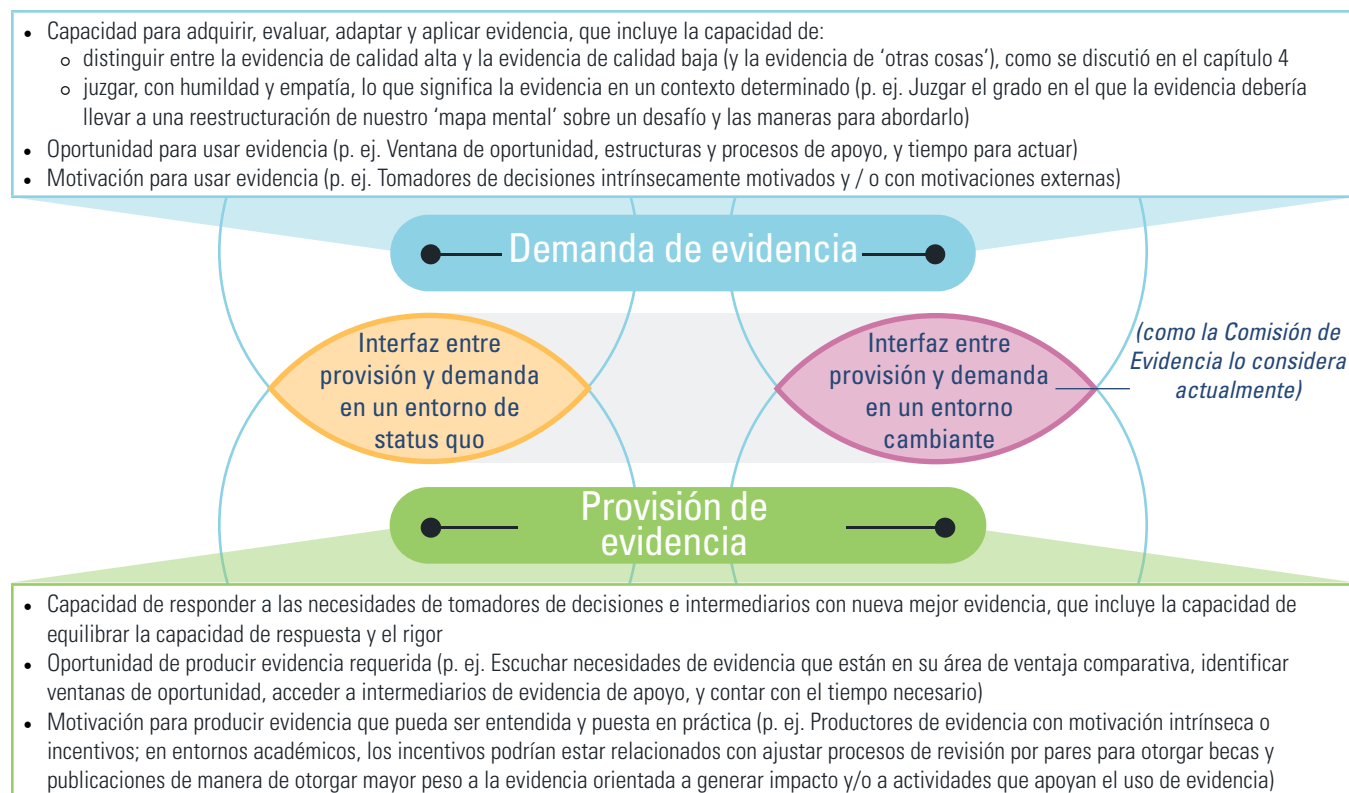 • Capacidad para adquirir, evaluar, adaptar y aplicar evidencia, que incluye la capacidad de:
o distinguir entre la evidencia de calidad alta y la evidencia de calidad baja (y la evidencia de ‘otras cosas’), como se discutió en el capítulo 4
o juzgar, con humildad y empatía, lo que significa la evidencia en un contexto determinado (p. ej. Juzgar el grado en el que la evidencia debería
llevar a una reestructuración de nuestro ‘mapa mental’ sobre un desafío y las maneras para abordarlo)
• Oportunidad para usar evidencia (p. ej. Ventana de oportunidad, estructuras y procesos de apoyo, y tiempo para actuar)
• Motivación para usar evidencia (p. ej. Tomadores de decisiones intrínsecamente motivados y / o con motivaciones externas)
Demanda de evidencia
Interfaz entre
provisión y demanda
en un entorno de
status quo
Interfaz entre
provisión y demanda
en un entorno
cambiante
(como la Comisión de
Evidencia lo considera
actualmente)
Provisión de
evidencia
• Capacidad de responder a las necesidades de tomadores de decisiones e intermediarios con nueva mejor evidencia, que incluye la capacidad de
equilibrar la capacidad de respuesta y el rigor
• Oportunidad de producir evidencia requerida (p. ej. Escuchar necesidades de evidencia que están en su área de ventaja comparativa, identificar
ventanas de oportunidad, acceder a intermediarios de evidencia de apoyo, y contar con el tiempo necesario)
• Motivación para producir evidencia que pueda ser entendida y puesta en práctica (p. ej. Productores de evidencia con motivación intrínseca o
incentivos; en entornos académicos, los incentivos podrían estar relacionados con ajustar procesos de revisión por pares para otorgar becas y
publicaciones de manera de otorgar mayor peso a la evidencia orientada a generar impacto y/o a actividades que apoyan el uso de evidencia)